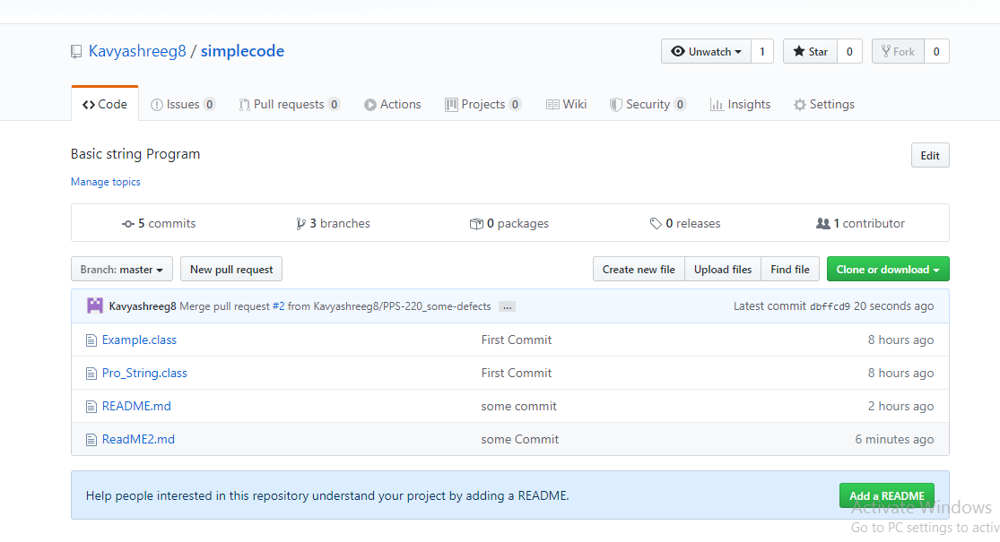 Kavyashreeg8 / simplecode
Unwatch 1 Star 0 Fork 0
Code Issues 0 Pull requests 0 Actions Projects 0 Wiki Security 0 Insights Settings
Basic string Program
Edit
Manage topics
5 commits 3 branches 0 packages 0 releases 1 contributor
Branch: master New pull request Create new file Upload files Find file Clone or download
Kavyashreeg8 Merge pull request #2 from Kavyashreeg8/PPS-220_some-defects ... Latest commit dbffcd9 20 seconds ago
Example.class First Commit 8 hours ago
Pro_String.class First Commit 8 hours ago
README.md some commit 2 hours ago
ReadME2.md some Commit 6 minutes ago
Help people interested in this repository understand your project by adding a README. Add a README
Activate Windows
Go to PC settings to activ